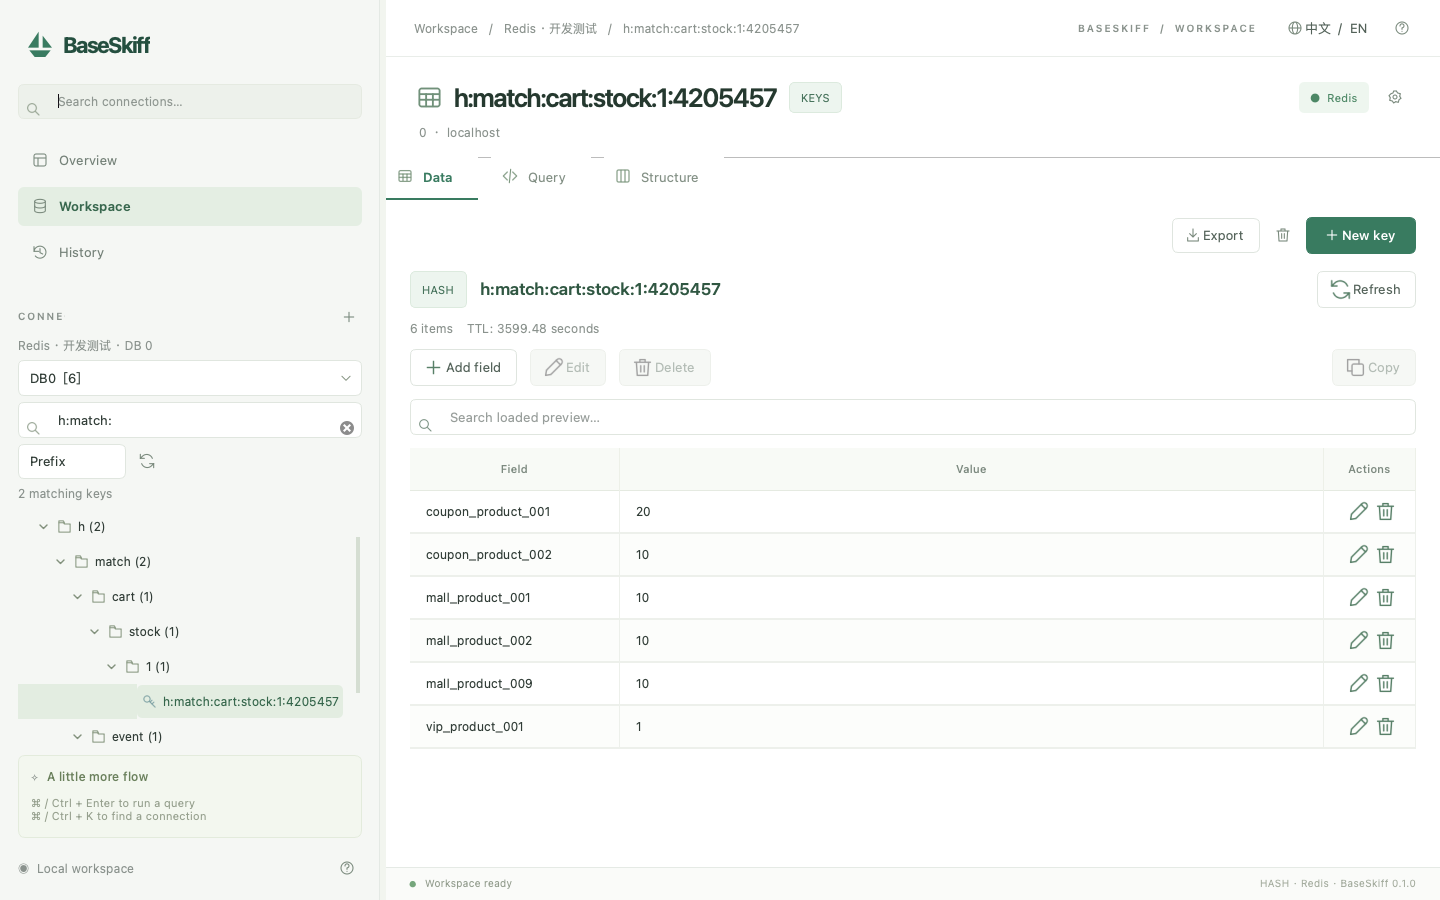 BaseSkiff
Search connections...
Overview
Workspace
History
CONNE
Redis · 开发测试 · DB 0
DB0 [6]
h:match:
Prefix
2 matching keys
h (2)
match (2)
cart (1)
stock (1)
1 (1)
h:match:cart:stock:1:4205457
event (1)
A little more flow
⌘ / Ctrl + Enter to run a query
⌘ / Ctrl + K to find a connection
Local workspace
Workspace / Redis · 开发测试 / h:match:cart:stock:1:4205457
BASESKIFF / WORKSPACE
中文 / EN
h:match:cart:stock:1:4205457
KEYS
Redis
0 · localhost
Data
Query
Structure
Export
+ New key
HASH
h:match:cart:stock:1:4205457
Refresh
6 items TTL: 3599.48 seconds
+ Add field
Edit
Delete
Copy
Search loaded preview...
Field Value Actions
coupon_product_001 20
coupon_product_002 10
mall_product_001 10
mall_product_002 10
mall_product_009 10
vip_product_001 1
Workspace ready
HASH · Redis · BaseSkiff 0.1.0